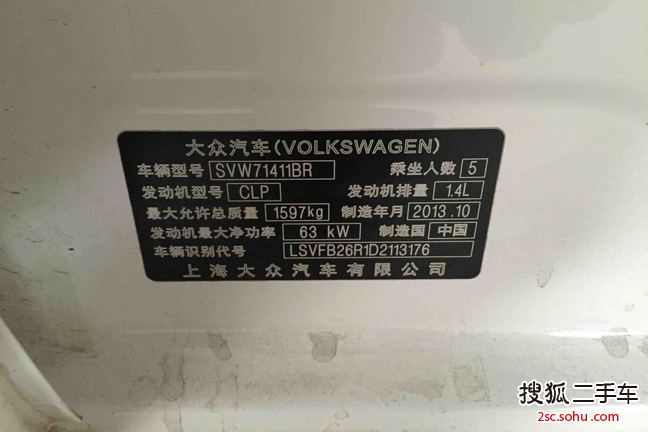 大众汽车(VOLKSWAGEN)
车辆型号 SVW71411BR 乘坐人数 5
发动机型号 CLP 发动机排量 1.4L
最大允许总质量 1597kg 制造年月 2013.10
发动机最大净功率 63 kW 制造国 中国
车辆识别代号 LSVFB26R1D2113176
上海大众汽车有限公司
搜狐二手车
2sc.sohu.com